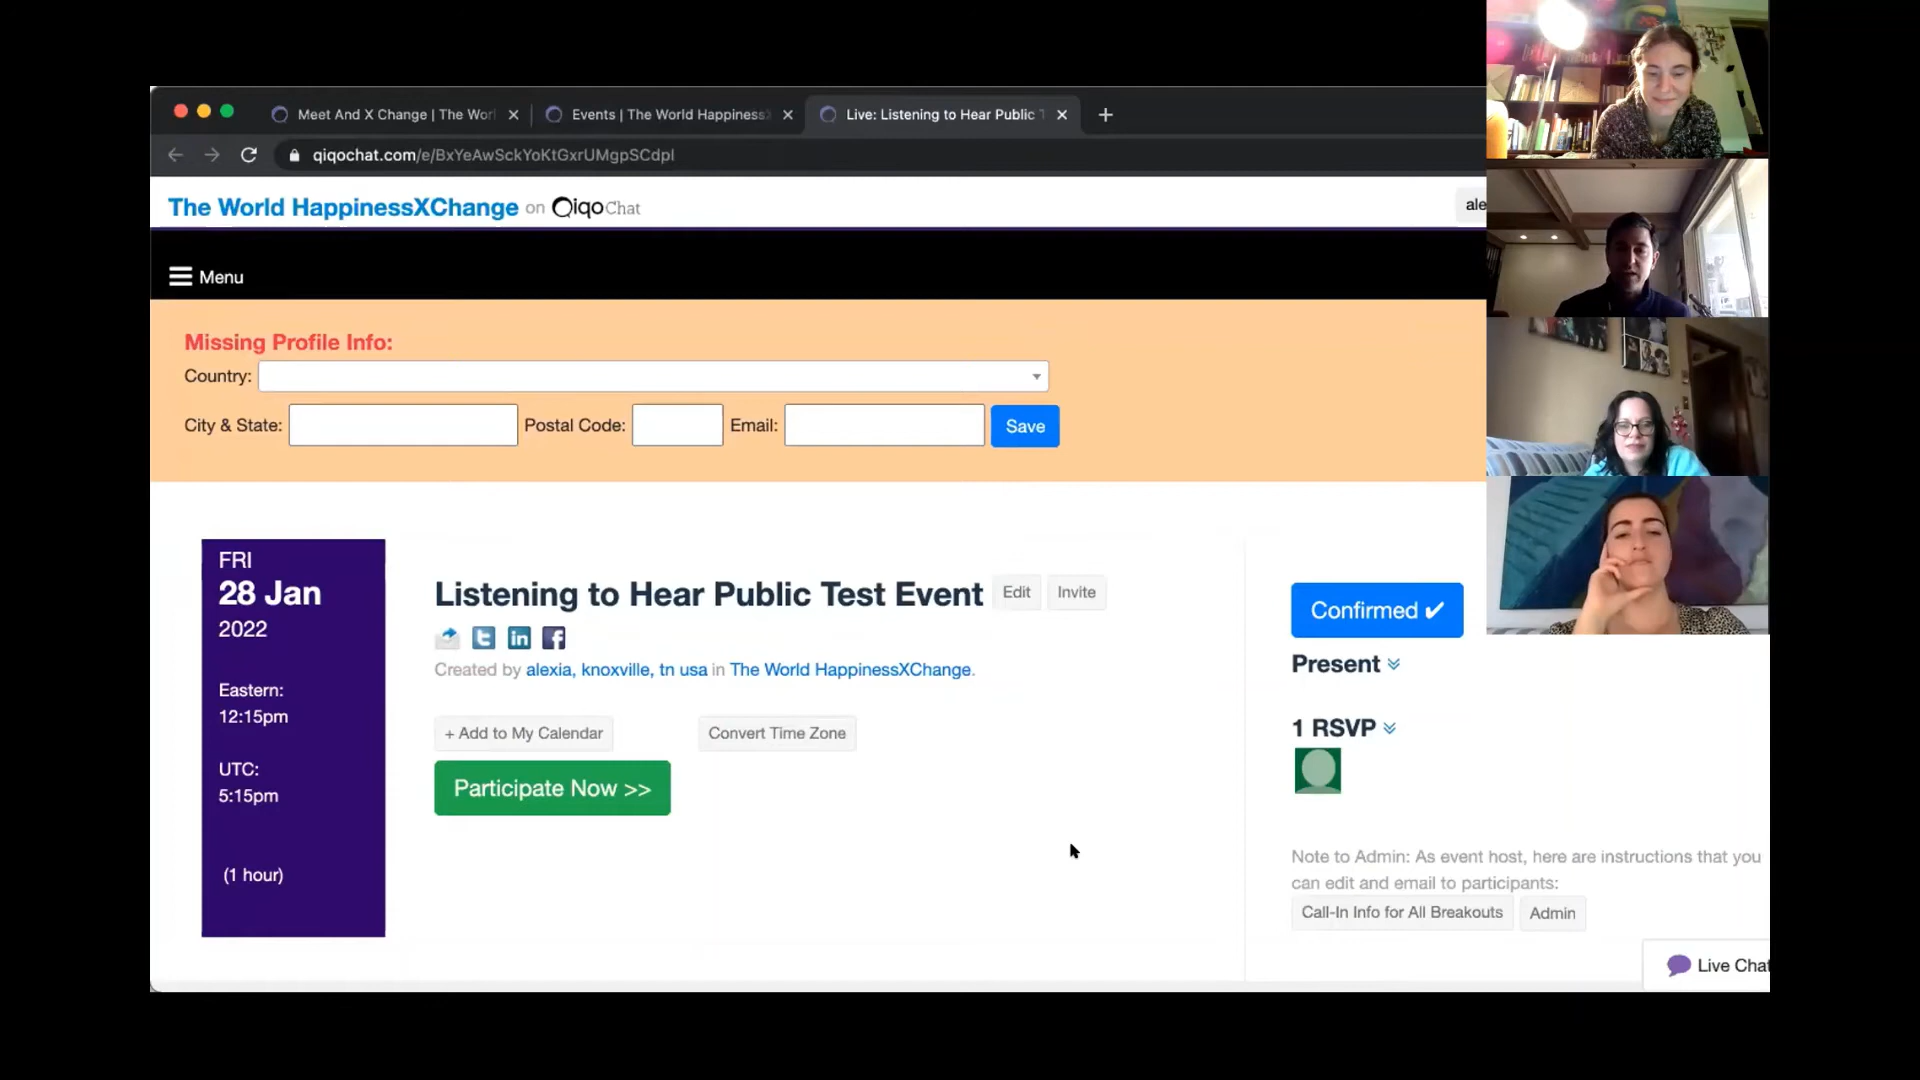 Meet And X Change | The Worl
Events | The World HappinessX
Live: Listening to Hear Public T
qiqochat.com/e/BxYeAwSckYoKtGxrUMgpSCdpl
The World HappinessXChange on QiqoChat
ale
Menu
Missing Profile Info:
Country:
City & State: Postal Code: Email: Save
FRI
28 Jan
2022
Eastern:
12:15pm
UTC:
5:15pm
(1 hour)
Listening to Hear Public Test Event Edit Invite
Created by alexia, knoxville, tn usa in The World HappinessXChange.
+ Add to My Calendar Convert Time Zone
Participate Now >>
Confirmed ✔
Present
1 RSVP
Note to Admin: As event host, here are instructions that you
can edit and email to participants:
Call-In Info for All Breakouts Admin
Live Chat